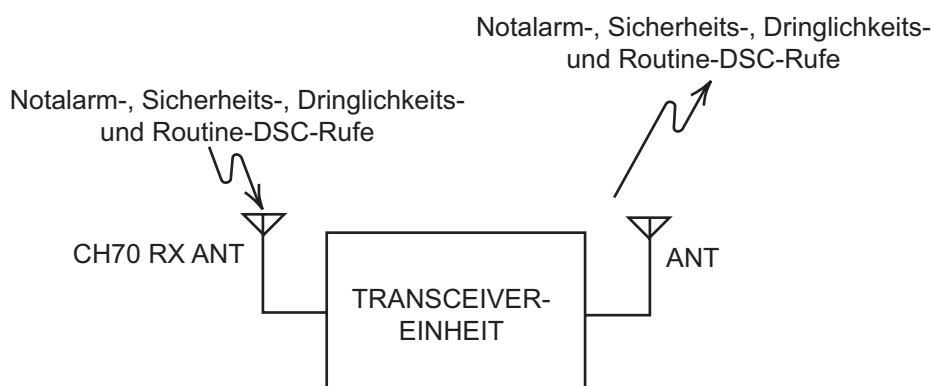 Notalarm-, Sicherheits-, Dringlichkeits-
und Routine-DSC-Rufe
Notalarm-, Sicherheits-, Dringlichkeits-
und Routine-DSC-Rufe
CH70 RX ANT
ANT
TRANSCEIVER-
EINHEIT